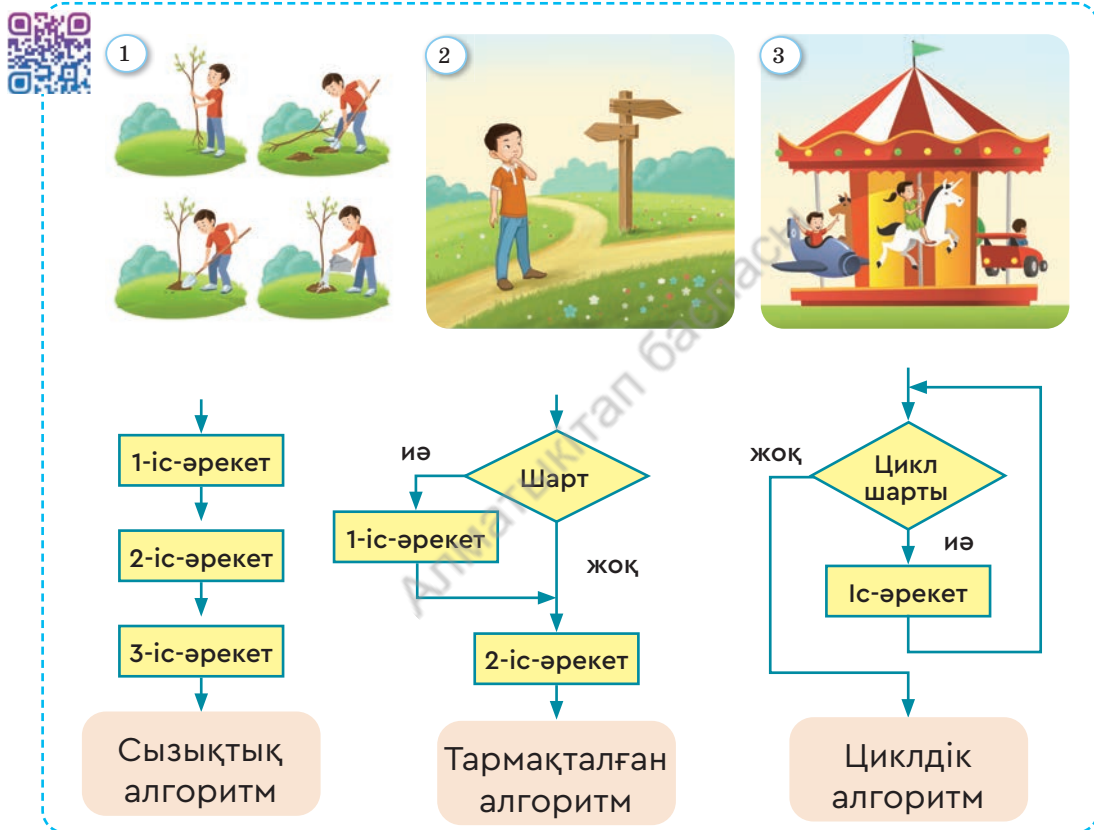 1
2
3
1-іс-әрекет
2-іс-әрекет
3-іс-әрекет
Сызықтық
алгоритм
иә
Шарт
1-іс-әрекет
жоқ
2-іс-әрекет
Тармақталған
алгоритм
жоқ
Цикл
шарты
иә
Іс-әрекет
Циклдік
алгоритм
Алматыкітап баспасы